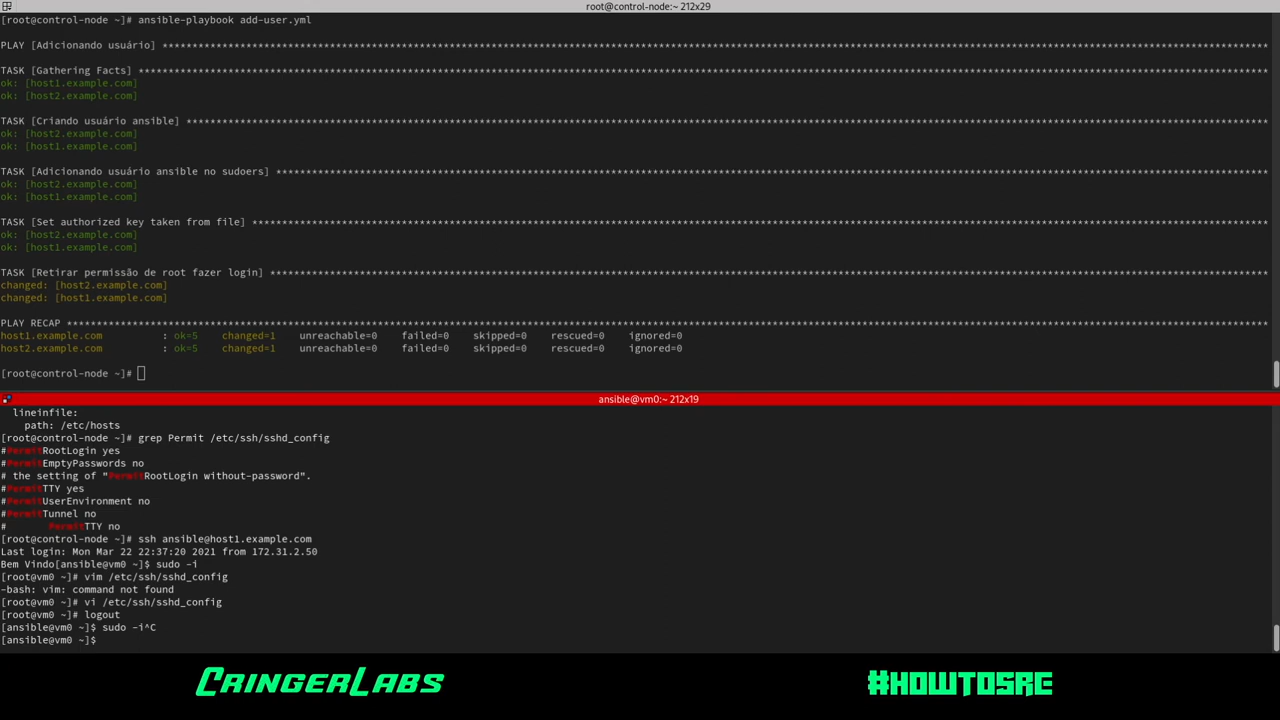 root@control-node:~ 212x29
[root@control-node ~]# ansible-playbook add-user.yml
PLAY [Adicionando usuário] ****************************************************************************************************************************************************************************************
TASK [Gathering Facts] ********************************************************************************************************************************************************************************************
ok: [host1.example.com]
ok: [host2.example.com]
TASK [Criando usuário ansible] ************************************************************************************************************************************************************************************
ok: [host2.example.com]
ok: [host1.example.com]
TASK [Adicionando usuário ansible no sudoers] *********************************************************************************************************************************************************************
ok: [host2.example.com]
ok: [host1.example.com]
TASK [Set authorized key taken from file] *************************************************************************************************************************************************************************
ok: [host2.example.com]
ok: [host1.example.com]
TASK [Retirar permissão de root fazer login] **********************************************************************************************************************************************************************
changed: [host2.example.com]
changed: [host1.example.com]
PLAY RECAP ********************************************************************************************************************************************************************************************************
host1.example.com : ok=5 changed=1 unreachable=0 failed=0 skipped=0 rescued=0 ignored=0
host2.example.com : ok=5 changed=1 unreachable=0 failed=0 skipped=0 rescued=0 ignored=0
[root@control-node ~]#
ansible@vm0:~ 212x19
lineinfile:
path: /etc/hosts
[root@control-node ~]# grep Permit /etc/ssh/sshd_config
#PermitRootLogin yes
#PermitEmptyPasswords no
# the setting of "PermitRootLogin without-password".
#PermitTTY yes
#PermitUserEnvironment no
#PermitTunnel no
# PermitTTY no
[root@control-node ~]# ssh ansible@host1.example.com
Last login: Mon Mar 22 22:37:20 2021 from 172.31.2.50
Bem Vindo[ansible@vm0 ~]$ sudo -i
[root@vm0 ~]# vim /etc/ssh/sshd_config
-bash: vim: command not found
[root@vm0 ~]# vi /etc/ssh/sshd_config
[root@vm0 ~]# logout
[ansible@vm0 ~]$ sudo -i^C
[ansible@vm0 ~]$
CringerLabs
#HOWTOSRE